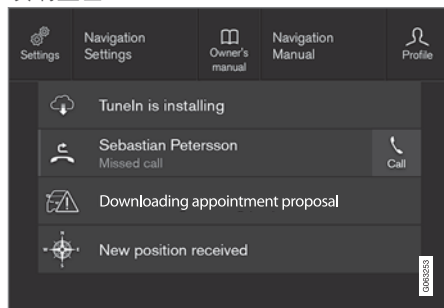 Settings
Navigation
Settings
Owner's
manual
Navigation
Manual
Profile
TuneIn is installing
Sebastian Petersson
Missed call
Call
Downloading appointment proposal
New position received
G063253